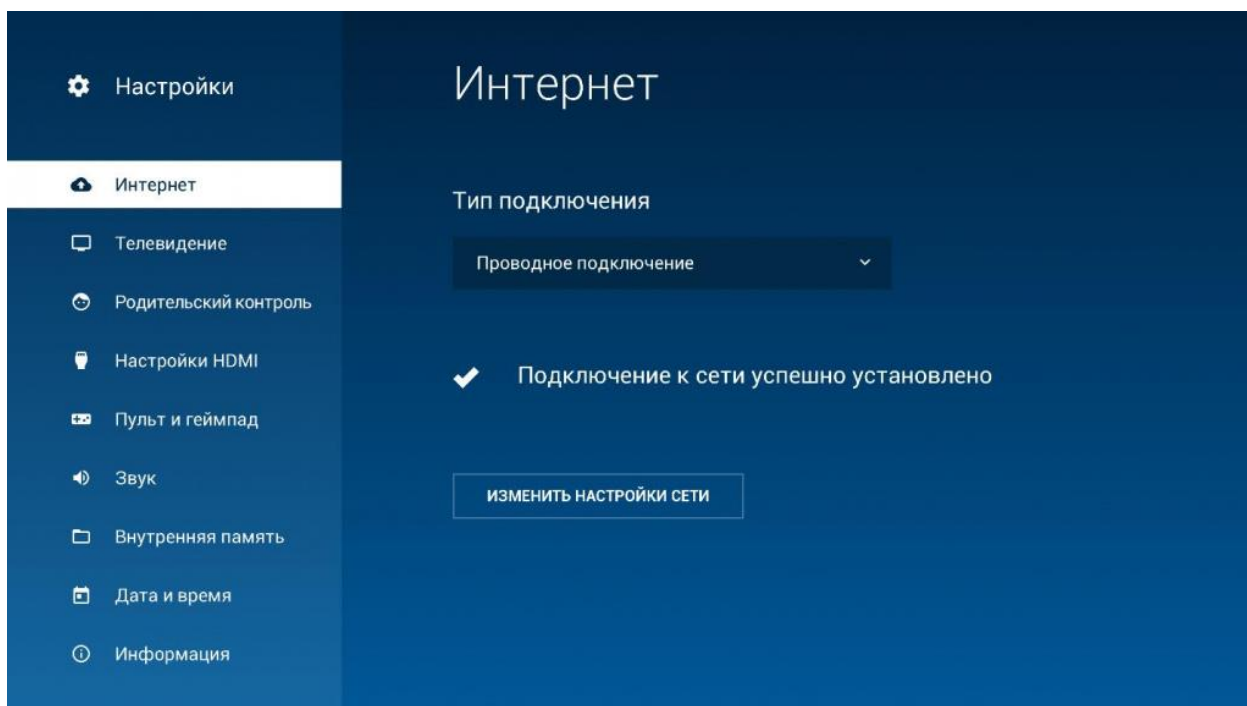 Настройки
Интернет
Телевидение
Родительский контроль
Настройки HDMI
Пульт и геймпад
Звук
Внутренняя память
Дата и время
Информация
Интернет
Тип подключения
Проводное подключение
Подключение к сети успешно установлено
ИЗМЕНИТЬ НАСТРОЙКИ СЕТИ